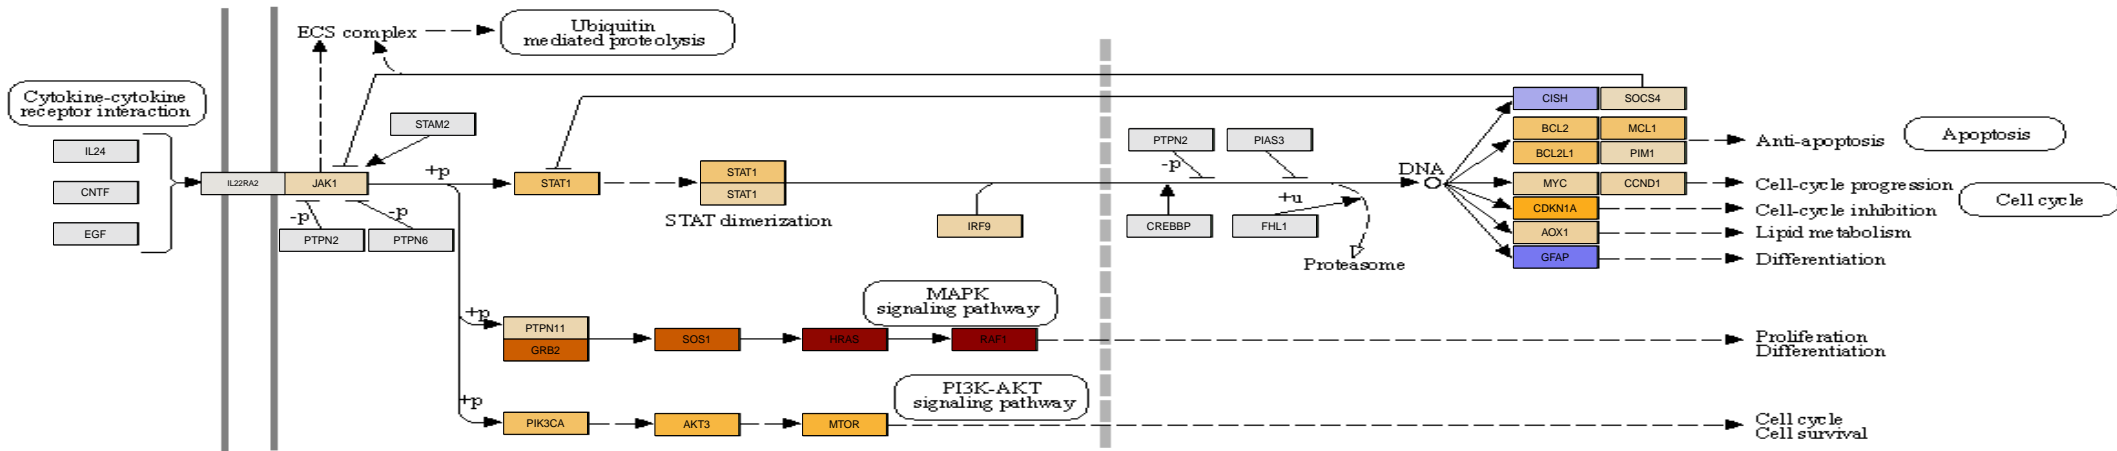 Ubiquitin
mediated proteolysis
ECS complex
Cytokine-cytokine
receptor interaction
IL24
CNTF
EGF
STAM2
IL22RA2
JAK1
+p
-p
-p
PTPN2
PTPN6
STAT1
STAT1
STAT1
STAT dimerization
IRF9
PTPN2
-p
PIAS3
CREBBP
+u
FHL1
Proteasome
DNA
CISH
SOCS4
BCL2
MCL1
BCL2L1
PIM1
MYC
CCND1
CDKN1A
AOX1
GFAP
Anti-apoptosis
Apoptosis
Cell-cycle progression
Cell-cycle inhibition
Cell cycle
Lipid metabolism
Differentiation
MAPK
signaling pathway
+p
PTPN11
GRB2
SOS1
HRAS
RAF1
Proliferation
Differentiation
PI3K-AKT
signaling pathway
+p
PIK3CA
AKT3
MTOR
Cell cycle
Cell survival